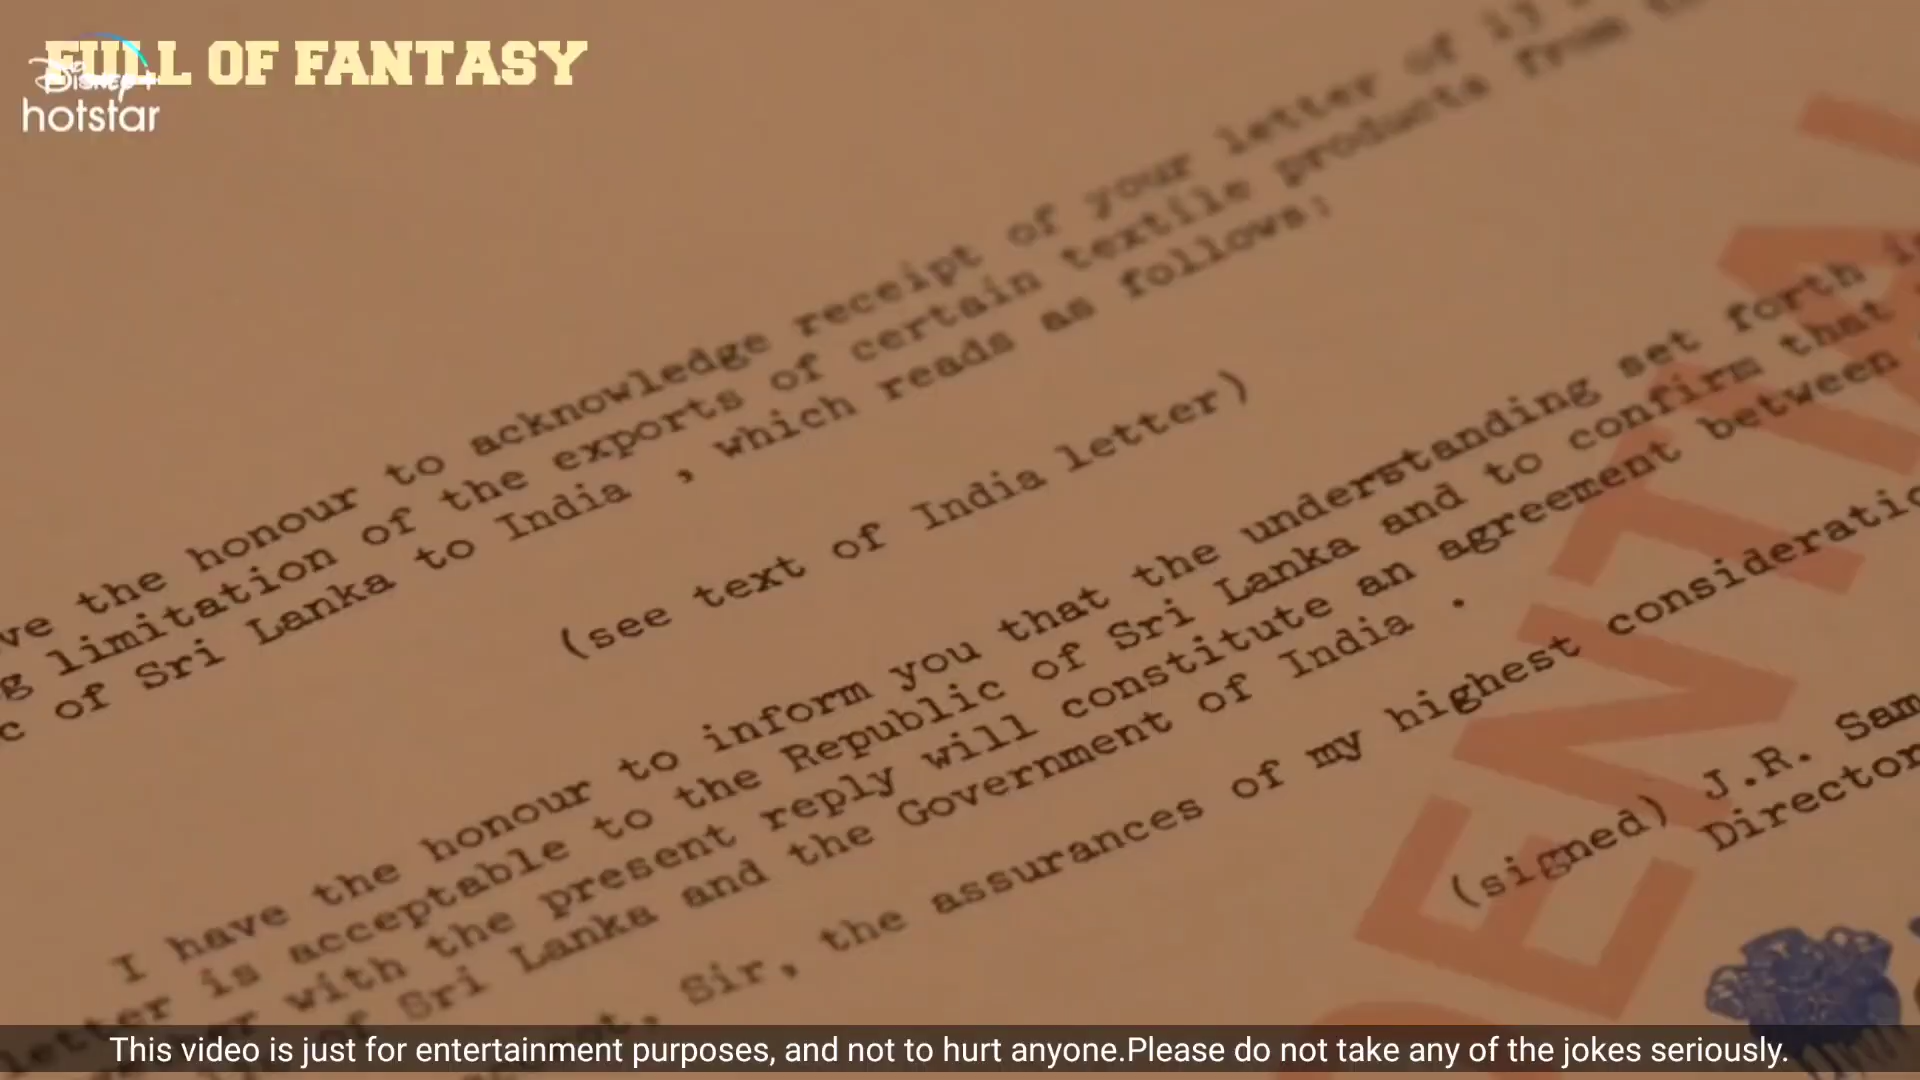 FULL OF FANTASY
Disney+
hotstar
the honour to acknowledge receipt of your letter of 13
limitation of the exports of certain textile products from
of Sri Lanka to India , which reads as follows:
(see text of India letter)
I have the honour to inform you that the understanding set forth
letter is acceptable to the Republic of Sri Lanka and to confirm that
with the present reply will constitute an agreement between
of Sri Lanka and the Government of India .
Sir, the assurances of my highest
(signed) J.R.
Director
This video is just for entertainment purposes, and not to hurt anyone.Please do not take any of the jokes seriously.